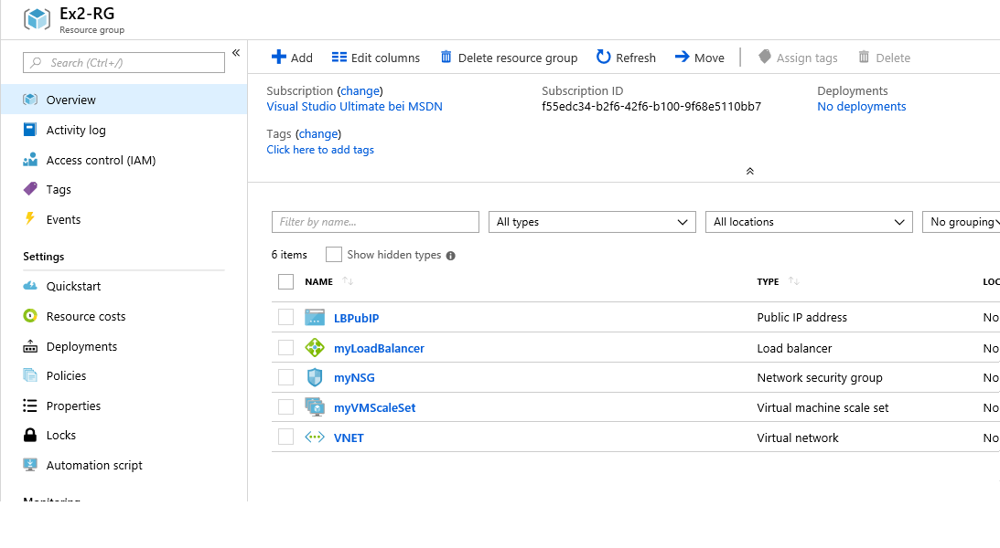 Ex2-RG
Resource group
Search (Ctrl+/)
«
Overview
Activity log
Access control (IAM)
Tags
Events
Settings
Quickstart
Resource costs
Deployments
Policies
Properties
Locks
Automation script
Monitoring
Add Edit columns Delete resource group Refresh Move Assign tags Delete
Subscription (change) Subscription ID Deployments
Visual Studio Ultimate bei MSDN f55edc34-b2f6-42f6-b100-9f68e5110bb7 No deployments
Tags (change)
Click here to add tags
Filter by name... All types All locations No grouping
6 items Show hidden types
NAME TYPE LOC
LBPubIP Public IP address No
myLoadBalancer Load balancer No
myNSG Network security group No
myVMScaleSet Virtual machine scale set No
VNET Virtual network No